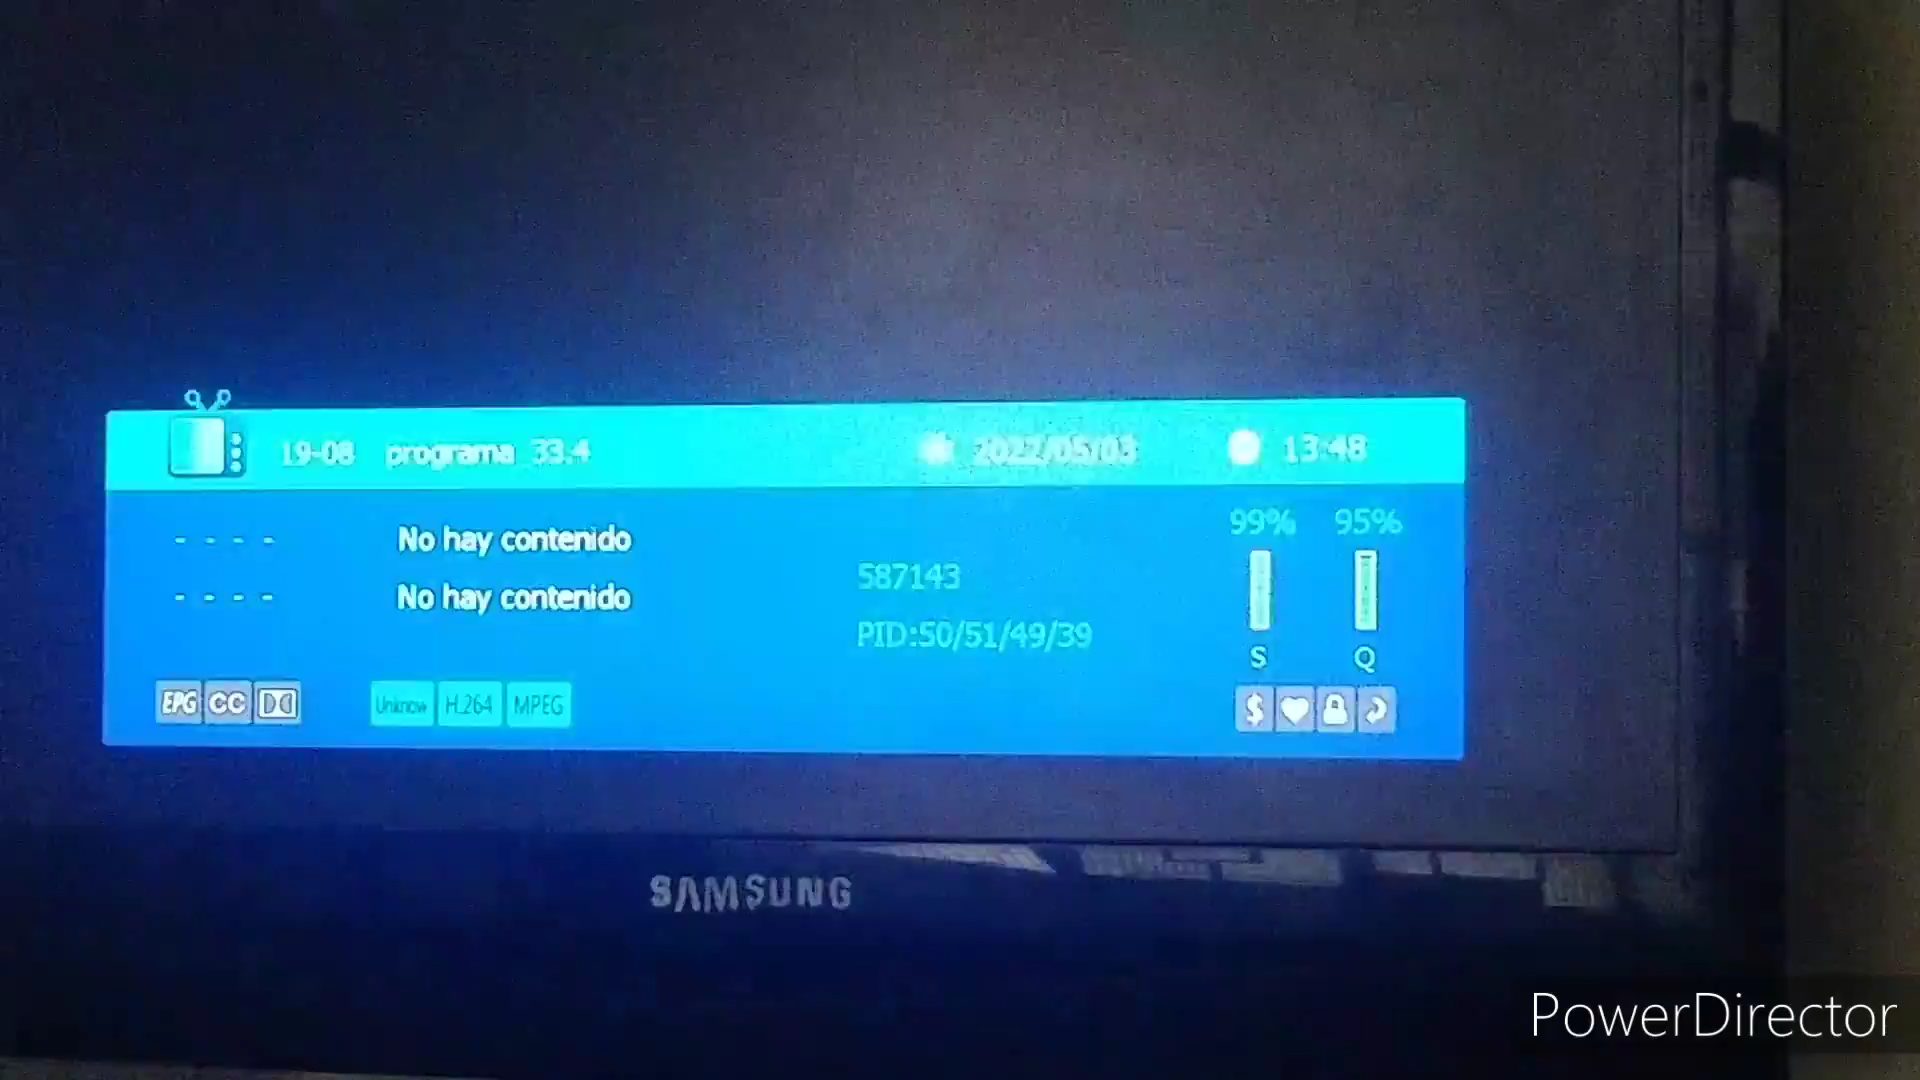 19-08 programa 33.4 2022/05/03 13:48
- - - - No hay contenido
- - - - No hay contenido
587143
PID:50/51/49/39
99% 95%
S Q
EPG CC Unknow H.264 MPEG $
SAMSUNG
PowerDirector